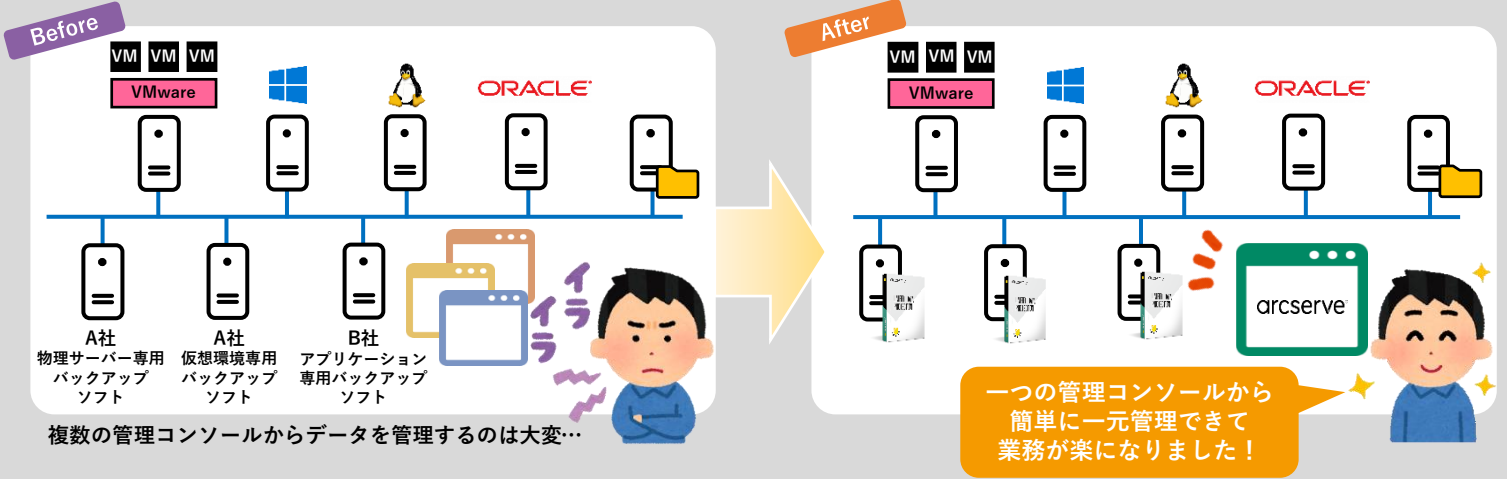 Before
VM VM VM
VMware
ORACLE
A社
物理サーバー専用
バックアップ
ソフト
A社
仮想環境専用
バックアップ
ソフト
B社
アプリケーション
専用バックアップ
ソフト
イラ
イラ
複数の管理コンソールからデータを管理するのは大変…
After
VM VM VM
VMware
ORACLE
arcserve
一つの管理コンソールから
簡単に一元管理できて
業務が楽になりました！